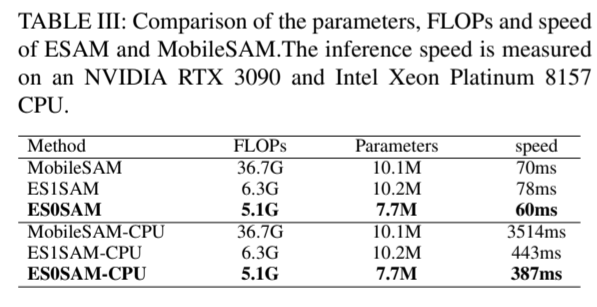 TABLE III: Comparison of the parameters, FLOPs and speed
of ESAM and MobileSAM.The inference speed is measured
on an NVIDIA RTX 3090 and Intel Xeon Platinum 8157
CPU.
Method FLOPs Parameters speed
MobileSAM 36.7G 10.1M 70ms
ES1SAM 6.3G 10.2M 78ms
ES0SAM 5.1G 7.7M 60ms
MobileSAM-CPU 36.7G 10.1M 3514ms
ES1SAM-CPU 6.3G 10.2M 443ms
ES0SAM-CPU 5.1G 7.7M 387ms